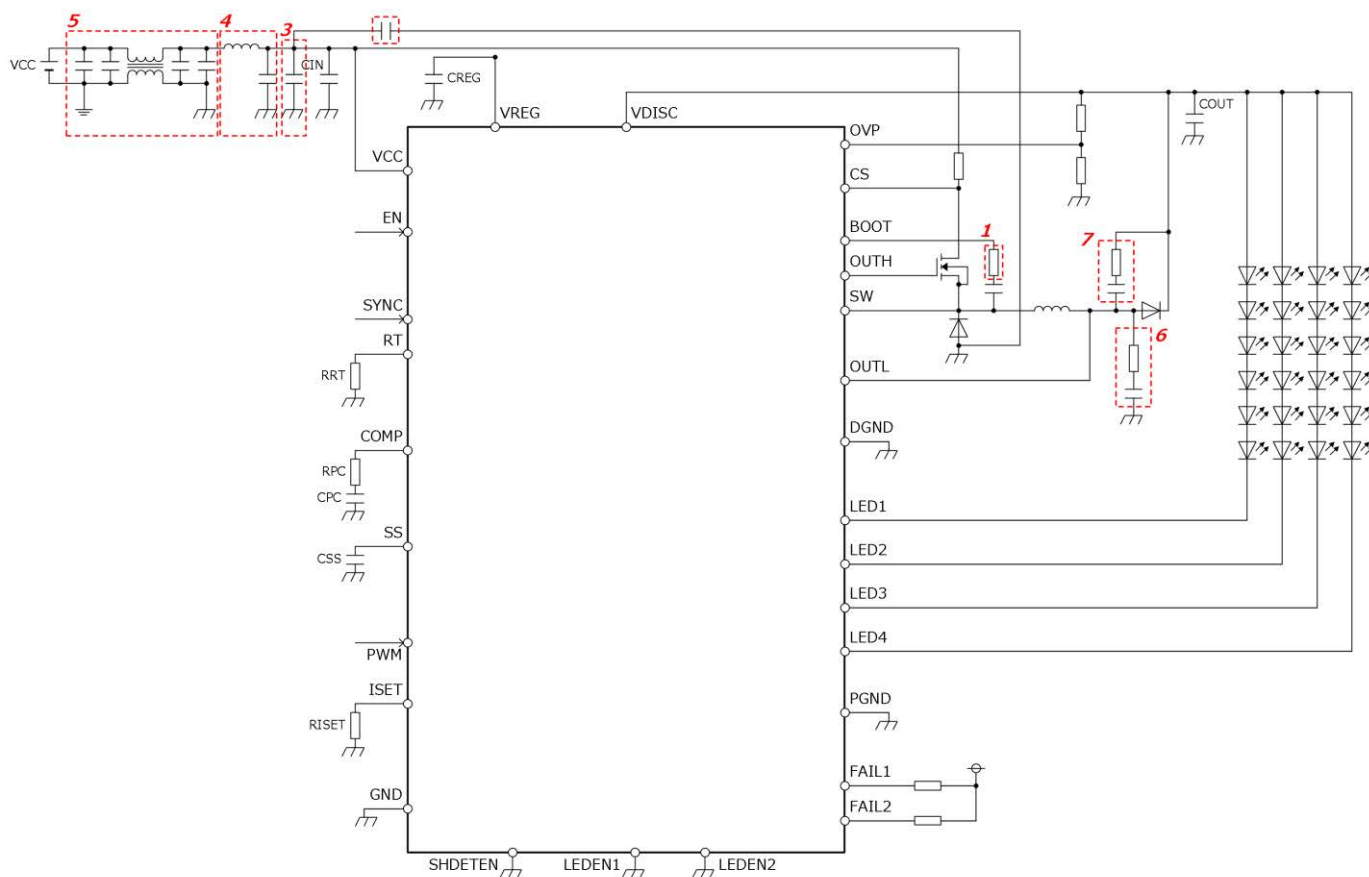 5
4
3
VCC
CIN
CREG
COUT
VREG
VDISC
OVP
VCC
CS
EN
BOOT
1
7
OUTH
SYNC
SW
RT
6
RRT
OUTL
COMP
DGND
RPC
CPC
LED1
SS
CSS
LED2
LED3
LED4
PWM
ISET
PGND
RISET
FAIL1
GND
FAIL2
SHDETEN
LEDEN1
LEDEN2